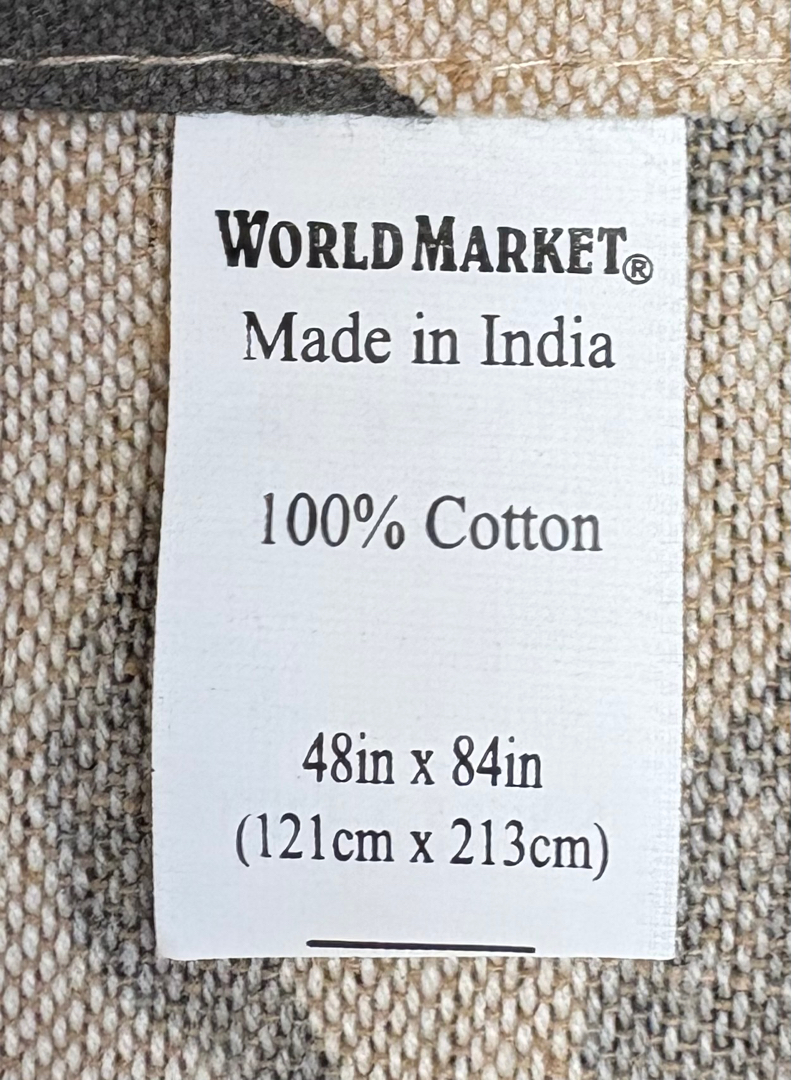 WORLD MARKET®
Made in India
100% Cotton
48in x 84in
(121cm x 213cm)